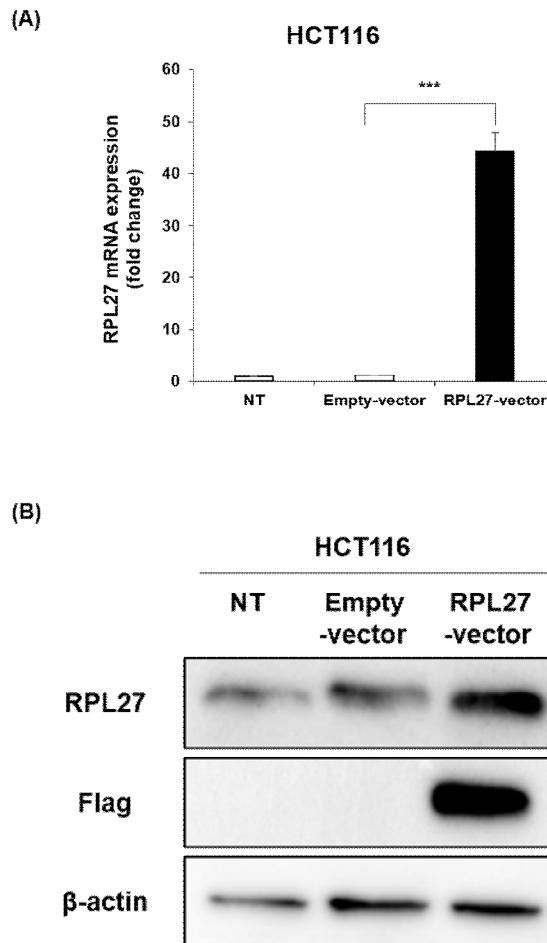 (A)
HCT116
60
50
40
30
20
10
0
RPL27 mRNA expression
(fold change)
***
NT Empty-vector RPL27-vector
(B)
HCT116
NT Empty RPL27
-vector -vector
RPL27
Flag
β-actin